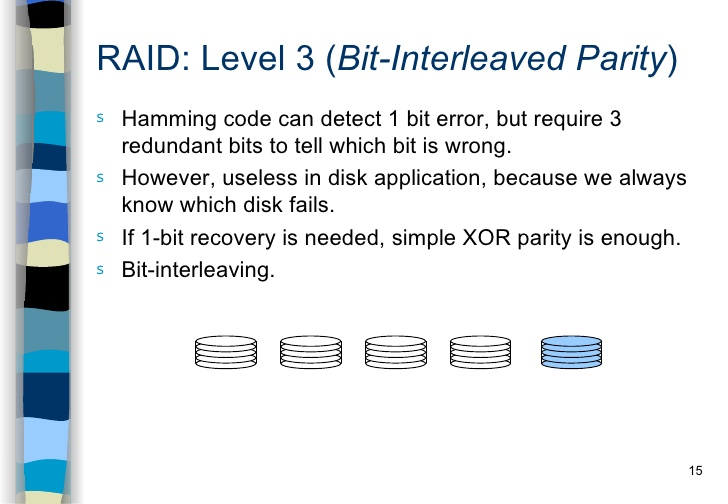 RAID: Level 3 (Bit-Interleaved Parity)
s Hamming code can detect 1 bit error, but require 3
redundant bits to tell which bit is wrong.
s However, useless in disk application, because we always
know which disk fails.
s If 1-bit recovery is needed, simple XOR parity is enough.
s Bit-interleaving.
15